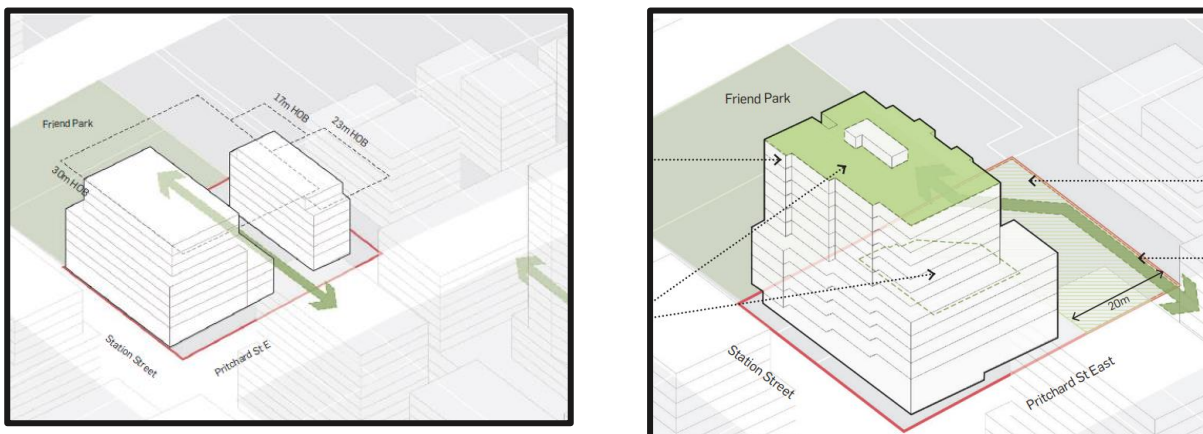 Friend Park
17m HOB
23m HOB
30m HOB
Station Street
Pritchard St E
Friend Park
20m
Station Street
Pritchard St East